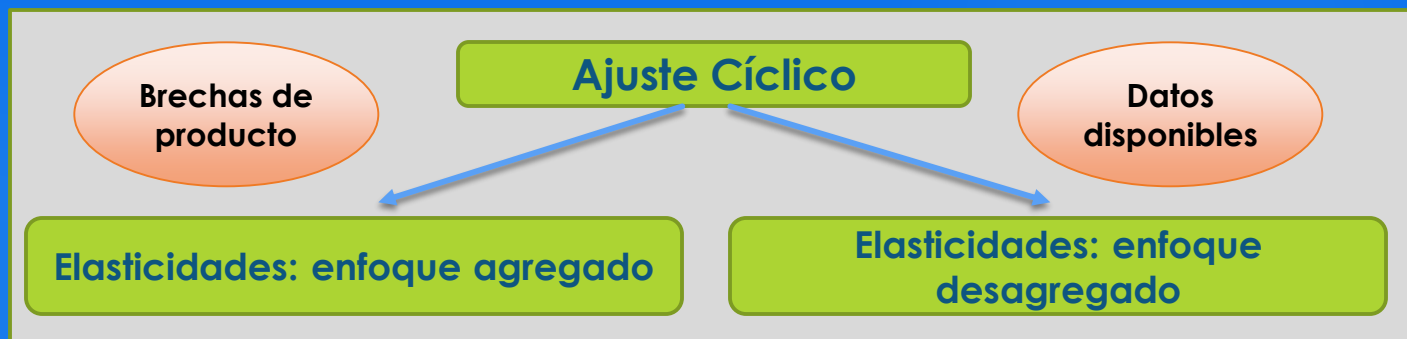 Ajuste Cíclico
Brechas de
producto
Datos
disponibles
Elasticidades: enfoque agregado
Elasticidades: enfoque
desagregado